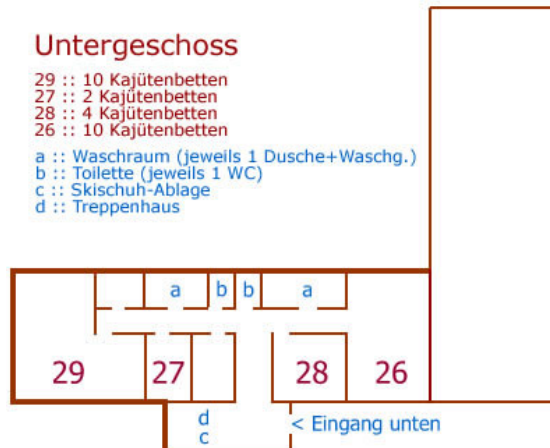 Untergeschoss
29 :: 10 Kajütenbetten
27 :: 2 Kajütenbetten
28 :: 4 Kajütenbetten
26 :: 10 Kajütenbetten
a :: Waschraum (jeweils 1 Dusche+Waschg.)
b :: Toilette (jeweils 1 WC)
c :: Skischuh-Ablage
d :: Treppenhaus
a b b a
29 27 28 26
d
< Eingang unten
c